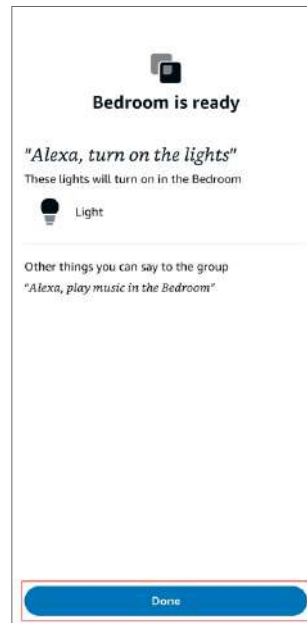 Bedroom is ready
"Alexa, turn on the lights"
These lights will turn on in the Bedroom
Light
Other things you can say to the group
"Alexa, play music in the Bedroom"
Done